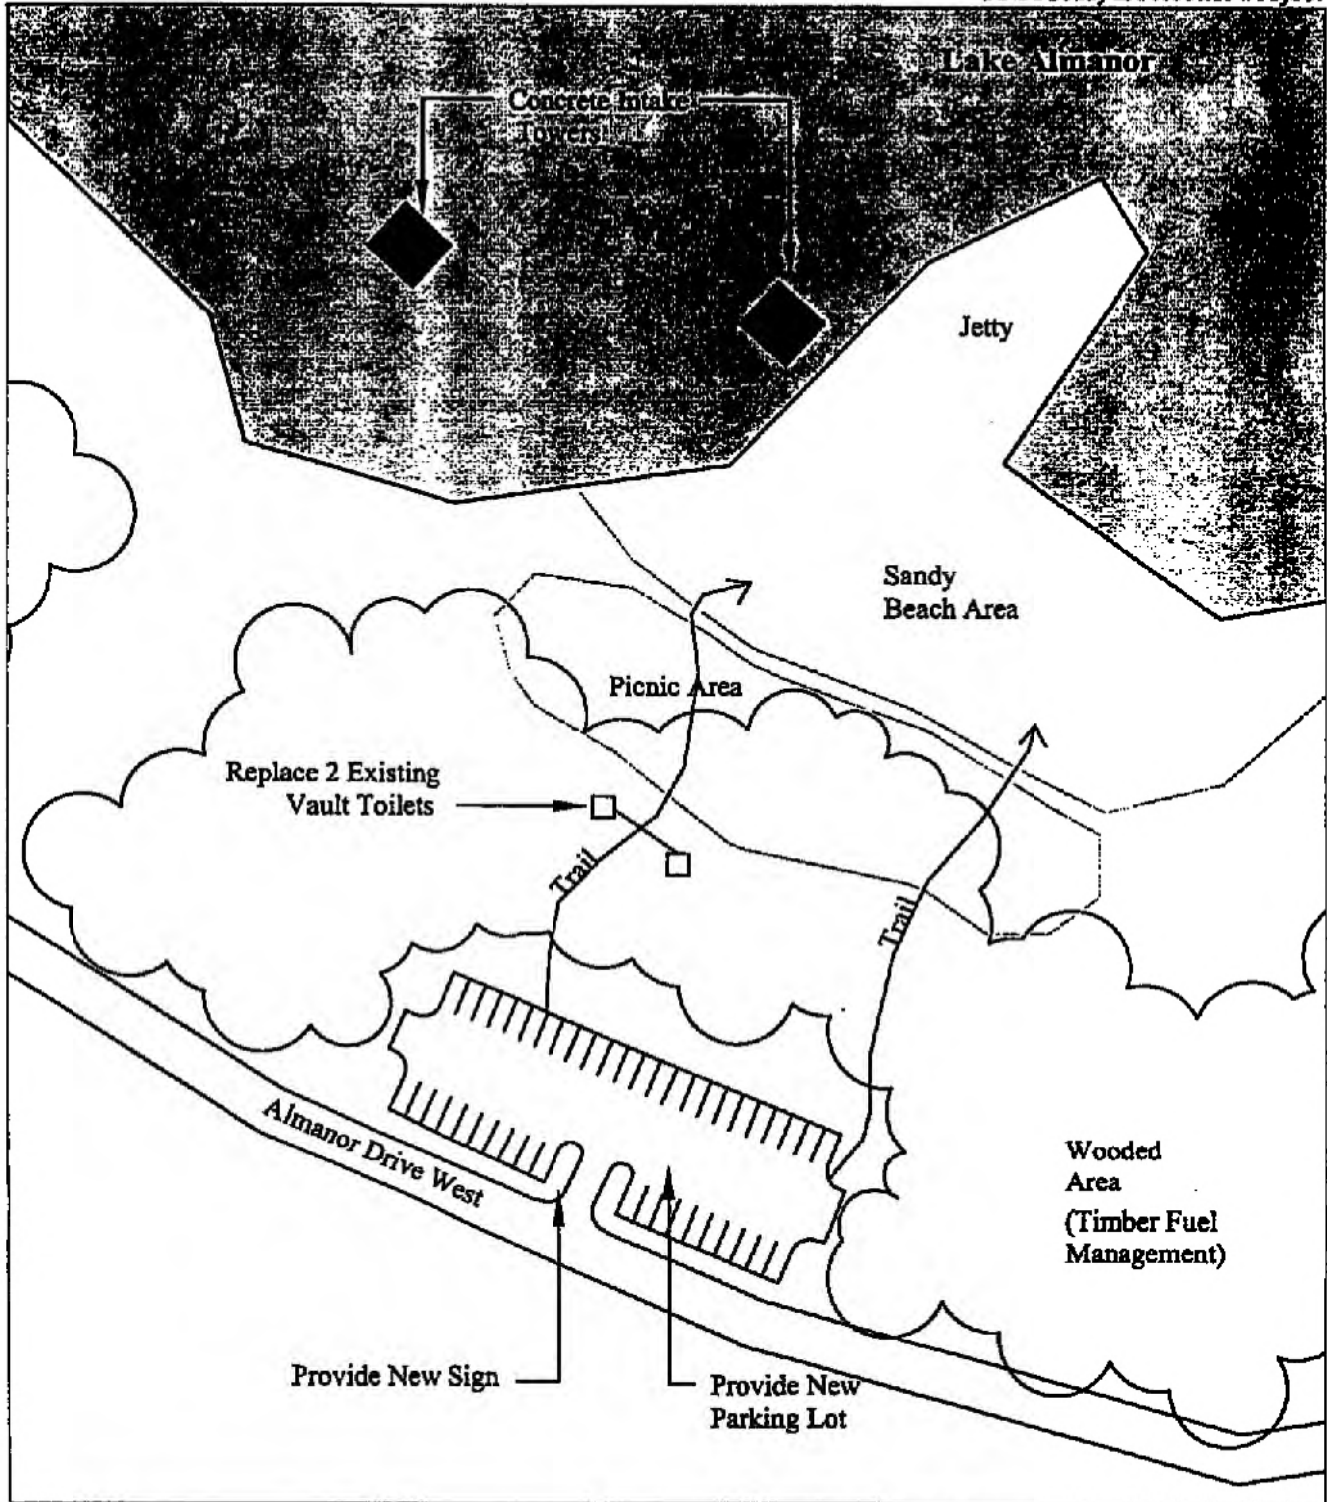 Lake Almanor
Concrete Intake
Towers
Jetty
Sandy
Beach Area
Picnic Area
Replace 2 Existing
Vault Toilets
Trail
Trail
Almanor Drive West
Wooded
Area
(Timber Fuel
Management)
Provide New Sign
Provide New
Parking Lot